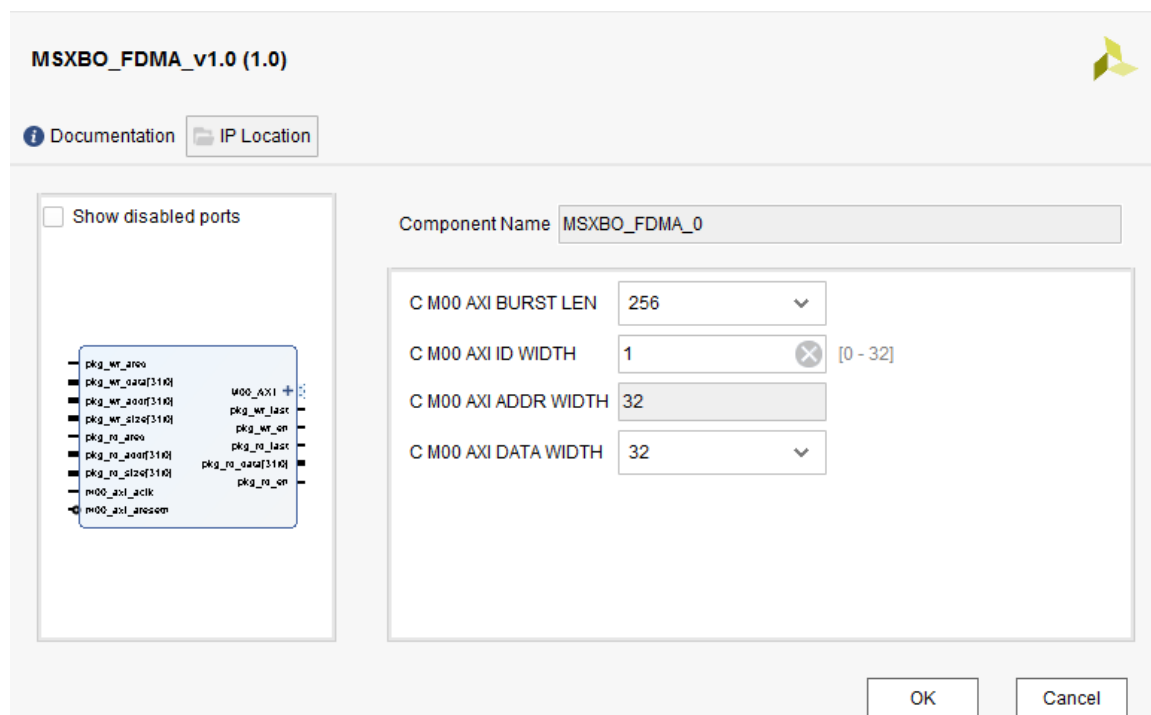 MSXBO_FDMA_v1.0 (1.0)
Documentation
IP Location
Show disabled ports
pkg_wr_areq
pkg_wr_data[31:0]
pkg_wr_addr[31:0]
pkg_wr_size[31:0]
pkg_rd_areq
pkg_rd_addr[31:0]
pkg_rd_size[31:0]
m00_axi_aclk
m00_axi_aresetn
M00_AXI
pkg_wr_last
pkg_wr_en
pkg_rd_last
pkg_rd_data[31:0]
pkg_rd_en
Component Name MSXBO_FDMA_0
C M00 AXI BURST LEN 256
C M00 AXI ID WIDTH 1 [0 - 32]
C M00 AXI ADDR WIDTH 32
C M00 AXI DATA WIDTH 32
OK Cancel